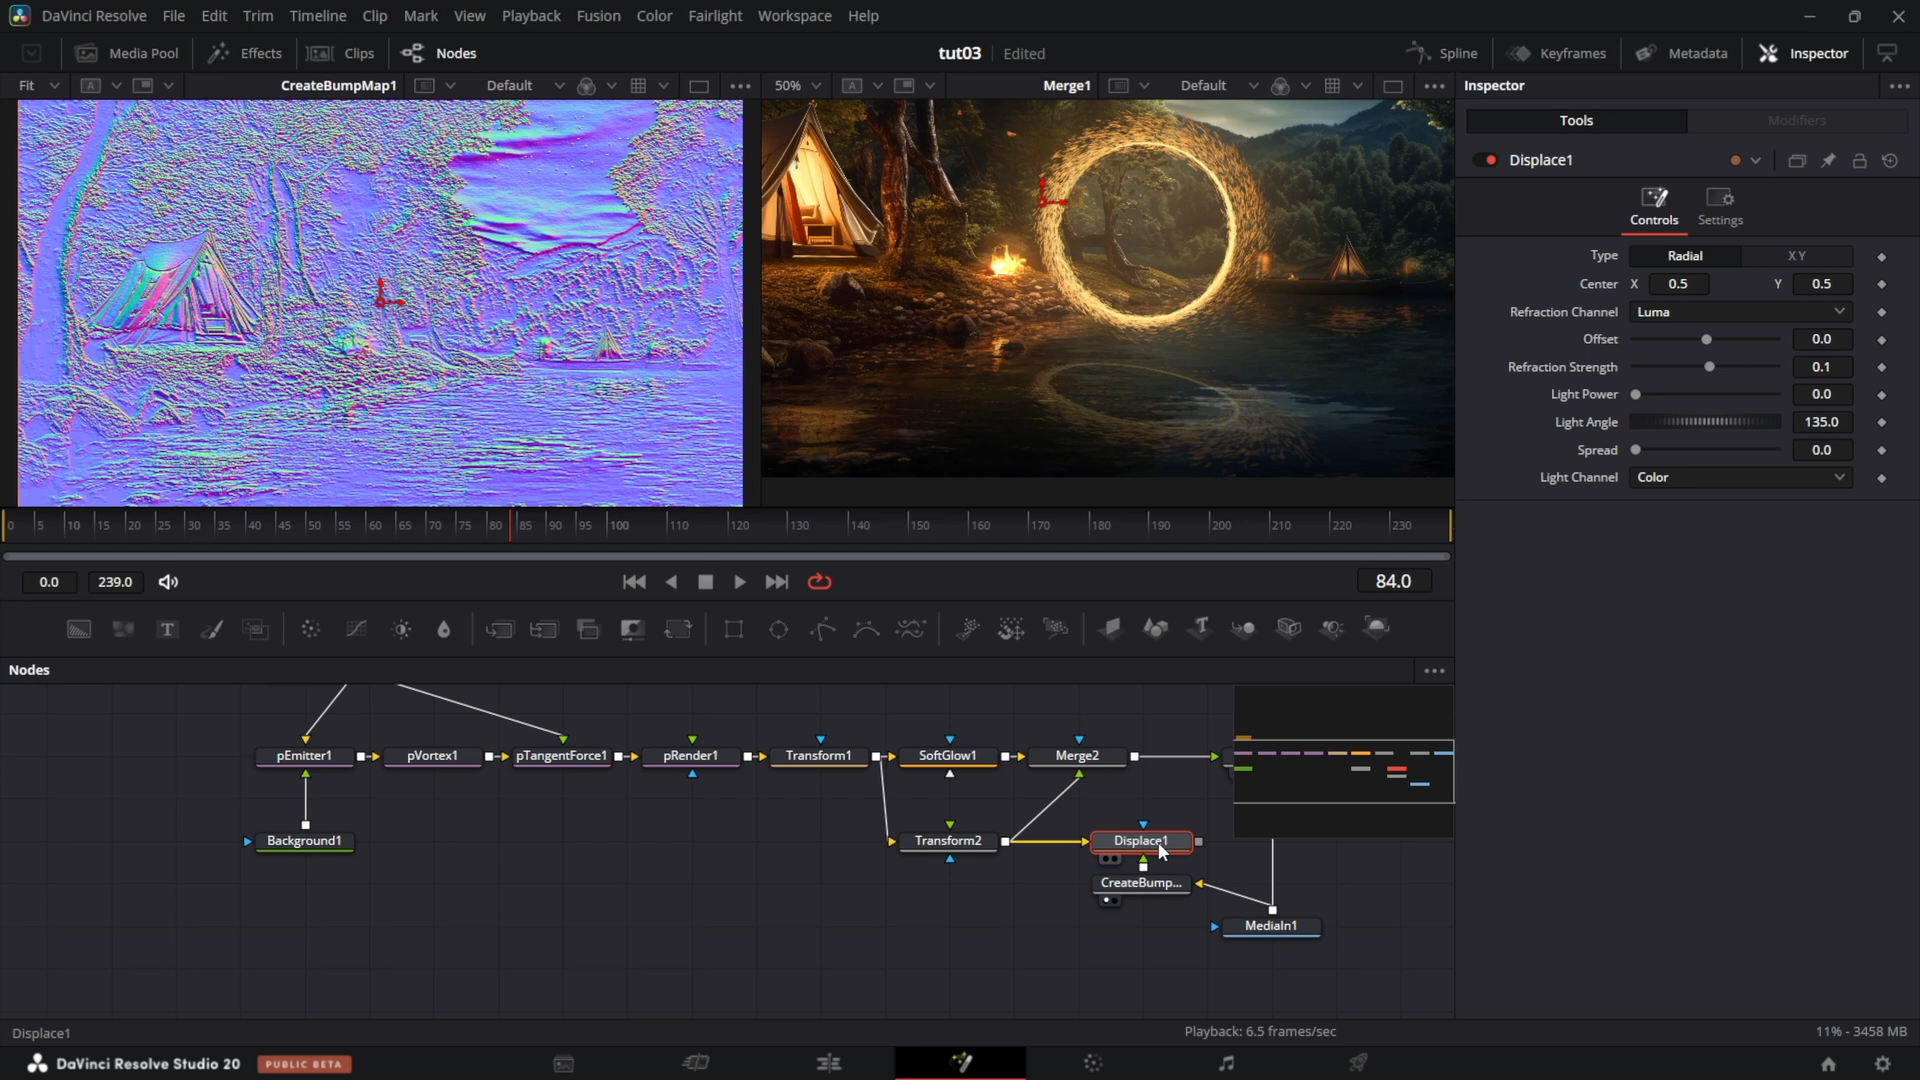 DaVinci Resolve File Edit Trim Timeline Clip Mark View Playback Fusion Color Fairlight Workspace Help
Media Pool Effects Clips Nodes tut03 Edited Spline Keyframes Metadata Inspector
Fit A CreateBumpMap1 Default 50% A Merge1 Default Inspector
Tools Modifiers
Displace1
Controls Settings
Type Radial X Y
Center X 0.5 Y 0.5
Refraction Channel Luma
Offset 0.0
Refraction Strength 0.1
Light Power 0.0
Light Angle 135.0
Spread 0.0
Light Channel Color
0 5 10 15 20 25 30 35 40 45 50 55 60 65 70 75 80 85 90 95 100 110 120 130 140 150 160 170 180 190 200 210 220 230
0.0 239.0 84.0
T T
Nodes
pEmitter1 pVortex1 pTangentForce1 pRender1 Transform1 SoftGlow1 Merge2
Background1 Transform2 Displace1
CreateBump...
MediaIn1
Displace1 Playback: 6.5 frames/sec 11% - 3458 MB
DaVinci Resolve Studio 20 PUBLIC BETA